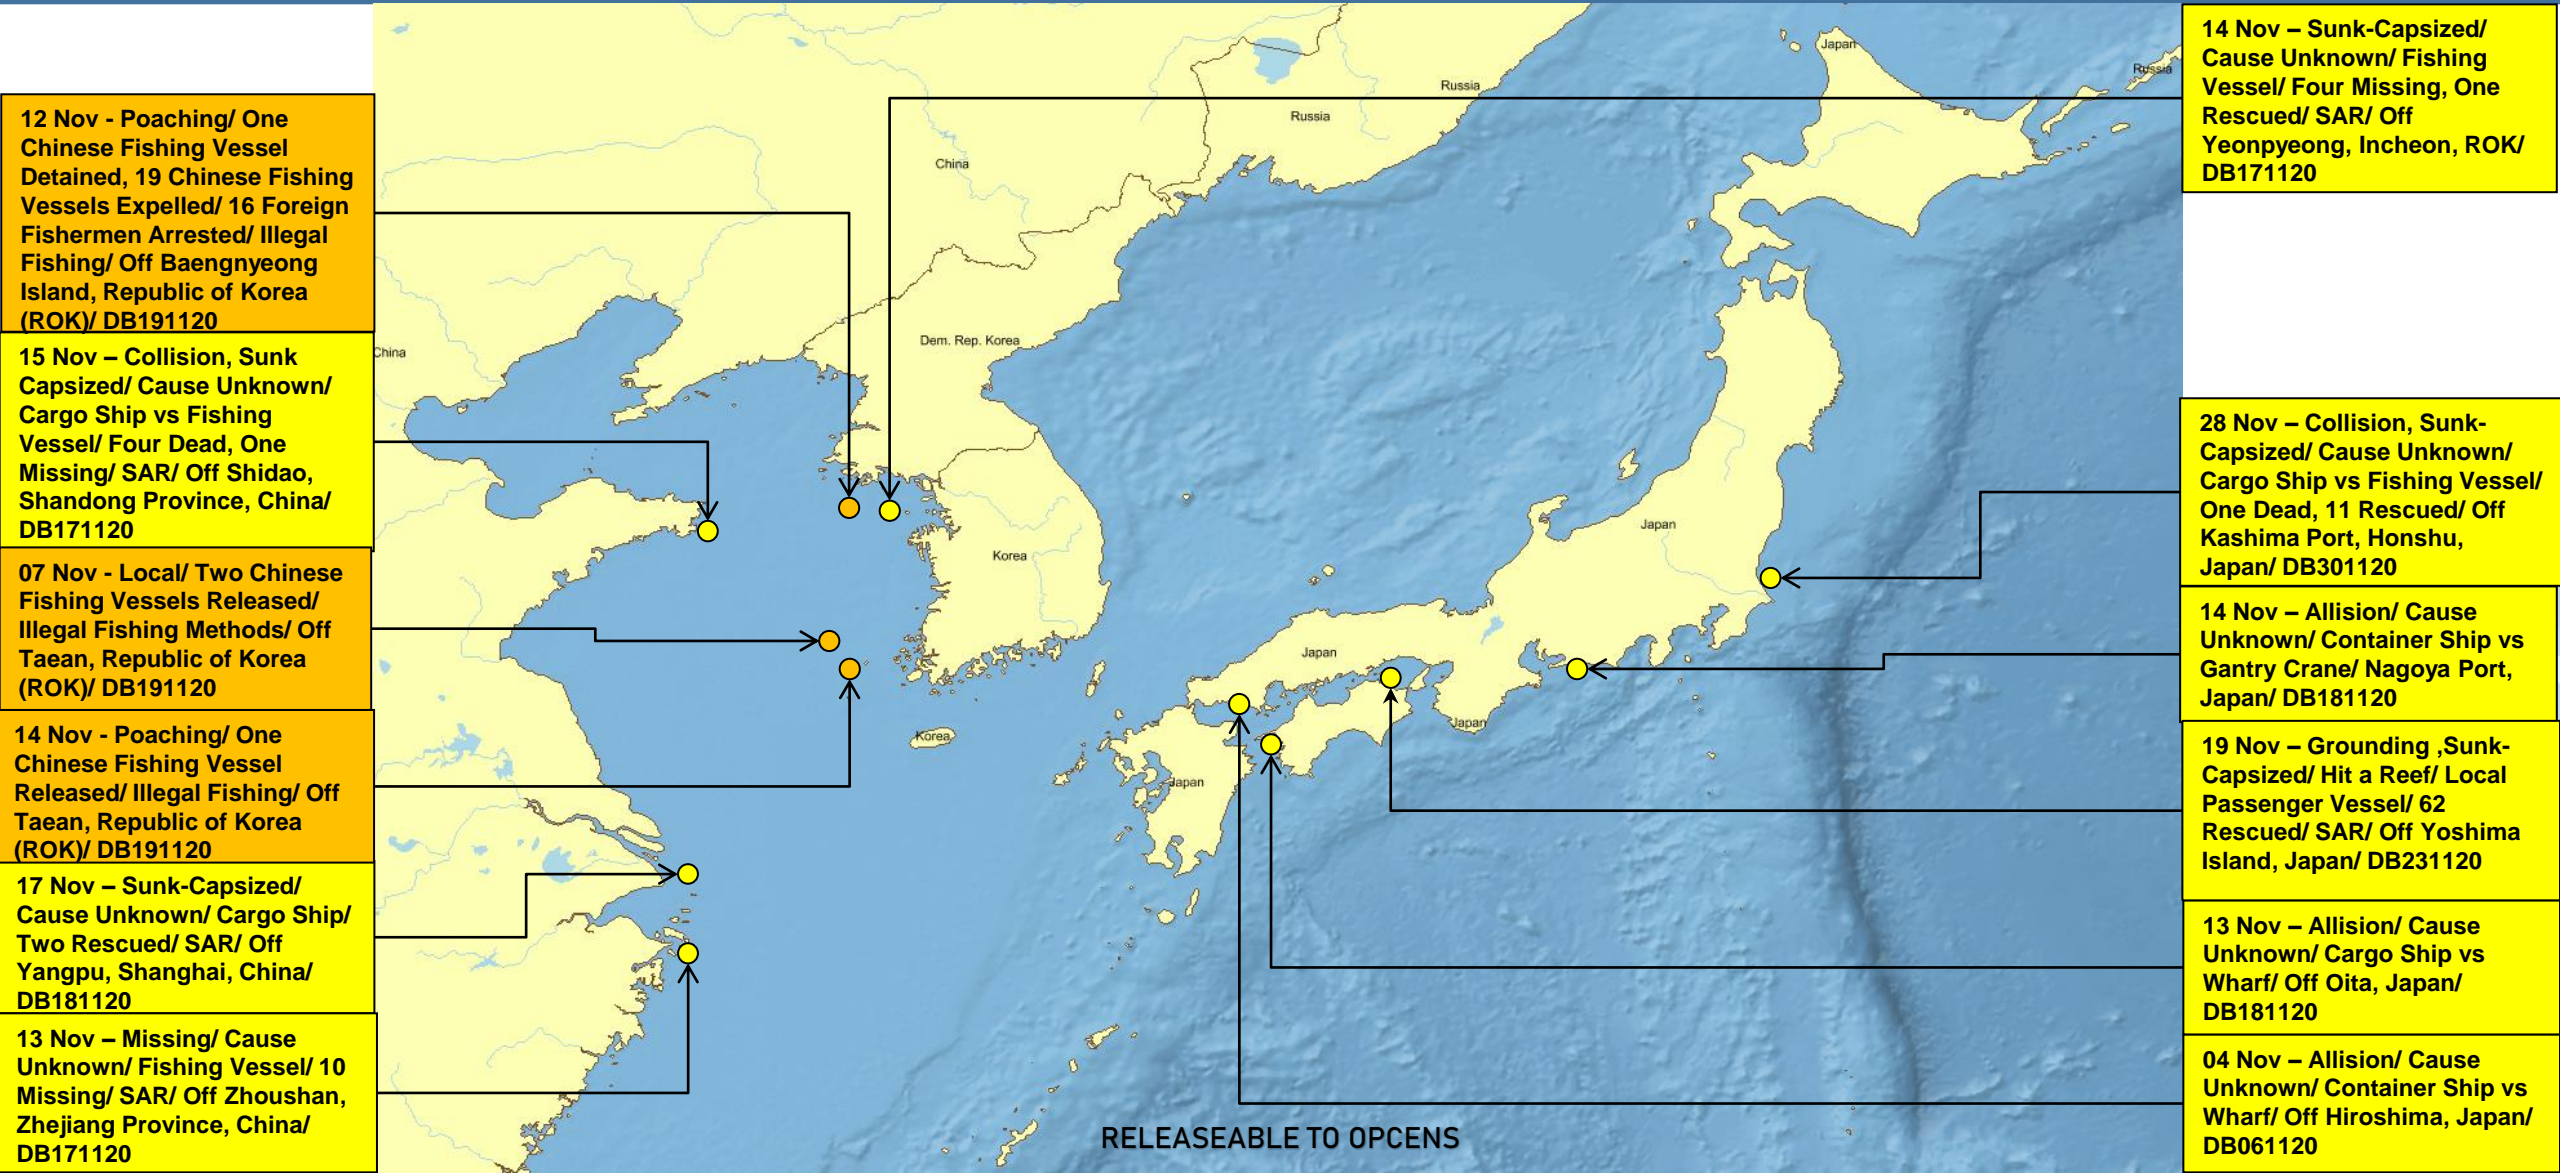 12 Nov - Poaching/ One
Chinese Fishing Vessel
Detained, 19 Chinese Fishing
Vessels Expelled/ 16 Foreign
Fishermen Arrested/ Illegal
Fishing/ Off Baengnyeong
Island, Republic of Korea
(ROK)/ DB191120
15 Nov – Collision, Sunk
Capsized/ Cause Unknown/
Cargo Ship vs Fishing
Vessel/ Four Dead, One
Missing/ SAR/ Off Shidao,
Shandong Province, China/
DB171120
07 Nov - Local/ Two Chinese
Fishing Vessels Released/
Illegal Fishing Methods/ Off
Taean, Republic of Korea
(ROK)/ DB191120
14 Nov - Poaching/ One
Chinese Fishing Vessel
Released/ Illegal Fishing/ Off
Taean, Republic of Korea
(ROK)/ DB191120
17 Nov – Sunk-Capsized/
Cause Unknown/ Cargo Ship/
Two Rescued/ SAR/ Off
Yangpu, Shanghai, China/
DB181120
13 Nov – Missing/ Cause
Unknown/ Fishing Vessel/ 10
Missing/ SAR/ Off Zhoushan,
Zhejiang Province, China/
DB171120
Japan
Russia
Russia
Russia
China
Dem. Rep. Korea
China
Japan
Korea
Japan
Japan
Korea
Japan
RELEASEABLE TO OPCENS
14 Nov – Sunk-Capsized/
Cause Unknown/ Fishing
Vessel/ Four Missing, One
Rescued/ SAR/ Off
Yeonpyeong, Incheon, ROK/
DB171120
28 Nov – Collision, Sunk-
Capsized/ Cause Unknown/
Cargo Ship vs Fishing Vessel/
One Dead, 11 Rescued/ Off
Kashima Port, Honshu,
Japan/ DB301120
14 Nov – Allision/ Cause
Unknown/ Container Ship vs
Gantry Crane/ Nagoya Port,
Japan/ DB181120
19 Nov – Grounding ,Sunk-
Capsized/ Hit a Reef/ Local
Passenger Vessel/ 62
Rescued/ SAR/ Off Yoshima
Island, Japan/ DB231120
13 Nov – Allision/ Cause
Unknown/ Cargo Ship vs
Wharf/ Off Oita, Japan/
DB181120
04 Nov – Allision/ Cause
Unknown/ Container Ship vs
Wharf/ Off Hiroshima, Japan/
DB061120